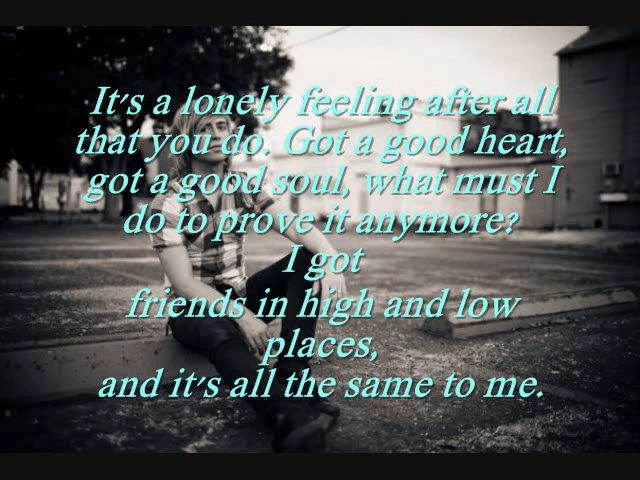 It's a lonely feeling after all
that you do. Got a good heart,
got a good soul, what must I
do to prove it anymore?
I got
friends in high and low
places,
and it's all the same to me.